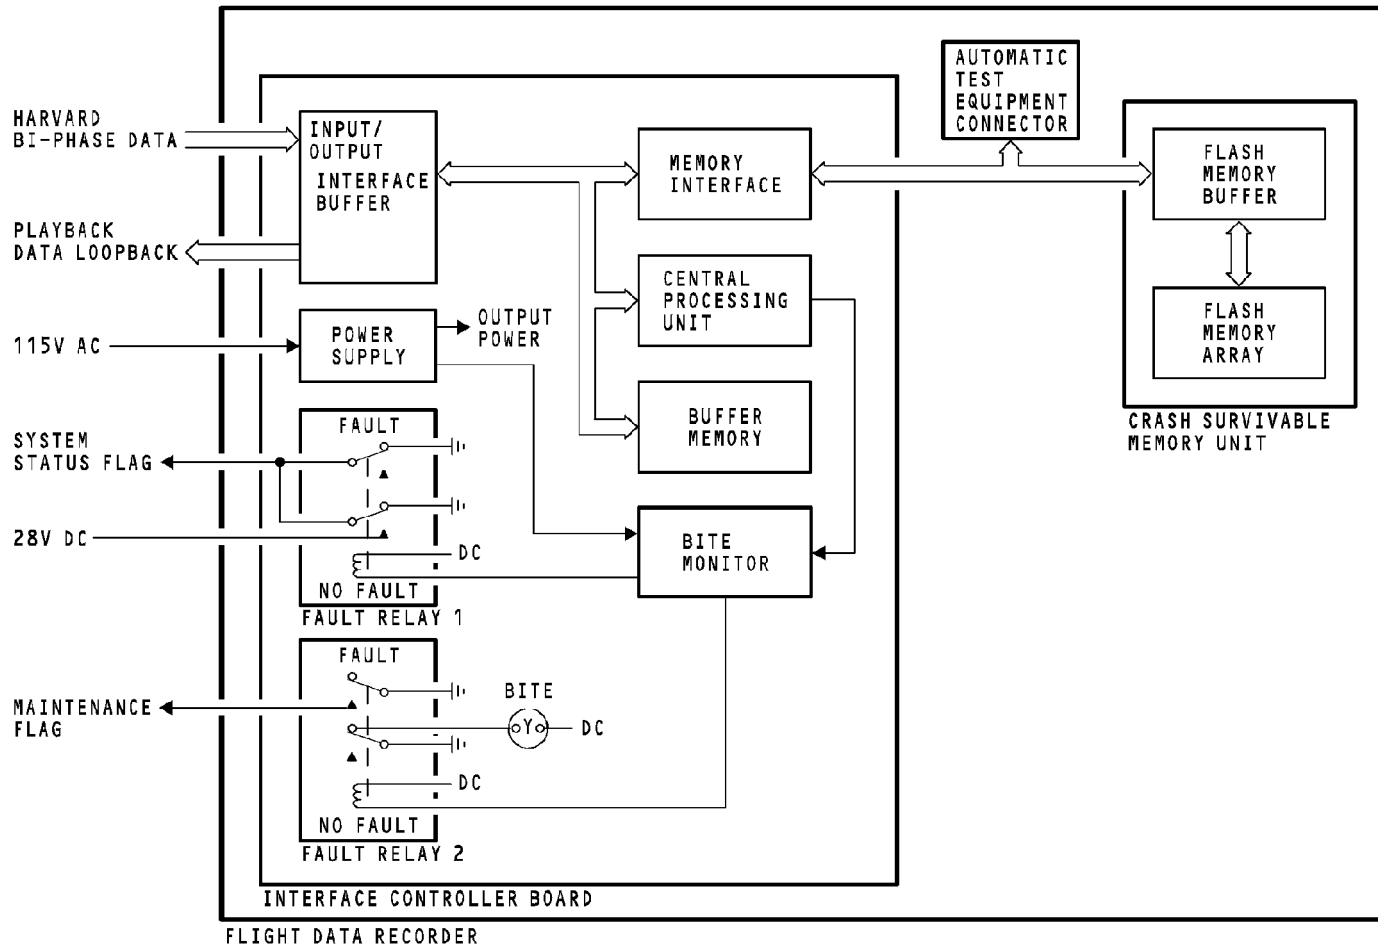 HARVARD
BI-PHASE DATA
PLAYBACK
DATA LOOPBACK
115V AC
SYSTEM
STATUS FLAG
28V DC
MAINTENANCE
FLAG
INPUT/
OUTPUT
INTERFACE
BUFFER
POWER
SUPPLY
OUTPUT
POWER
FAULT
DC
NO FAULT
FAULT RELAY 1
FAULT
BITE
Y
DC
DC
NO FAULT
FAULT RELAY 2
MEMORY
INTERFACE
CENTRAL
PROCESSING
UNIT
BUFFER
MEMORY
BITE
MONITOR
AUTOMATIC
TEST
EQUIPMENT
CONNECTOR
FLASH
MEMORY
BUFFER
FLASH
MEMORY
ARRAY
CRASH SURVIVABLE
MEMORY UNIT
INTERFACE CONTROLLER BOARD
FLIGHT DATA RECORDER